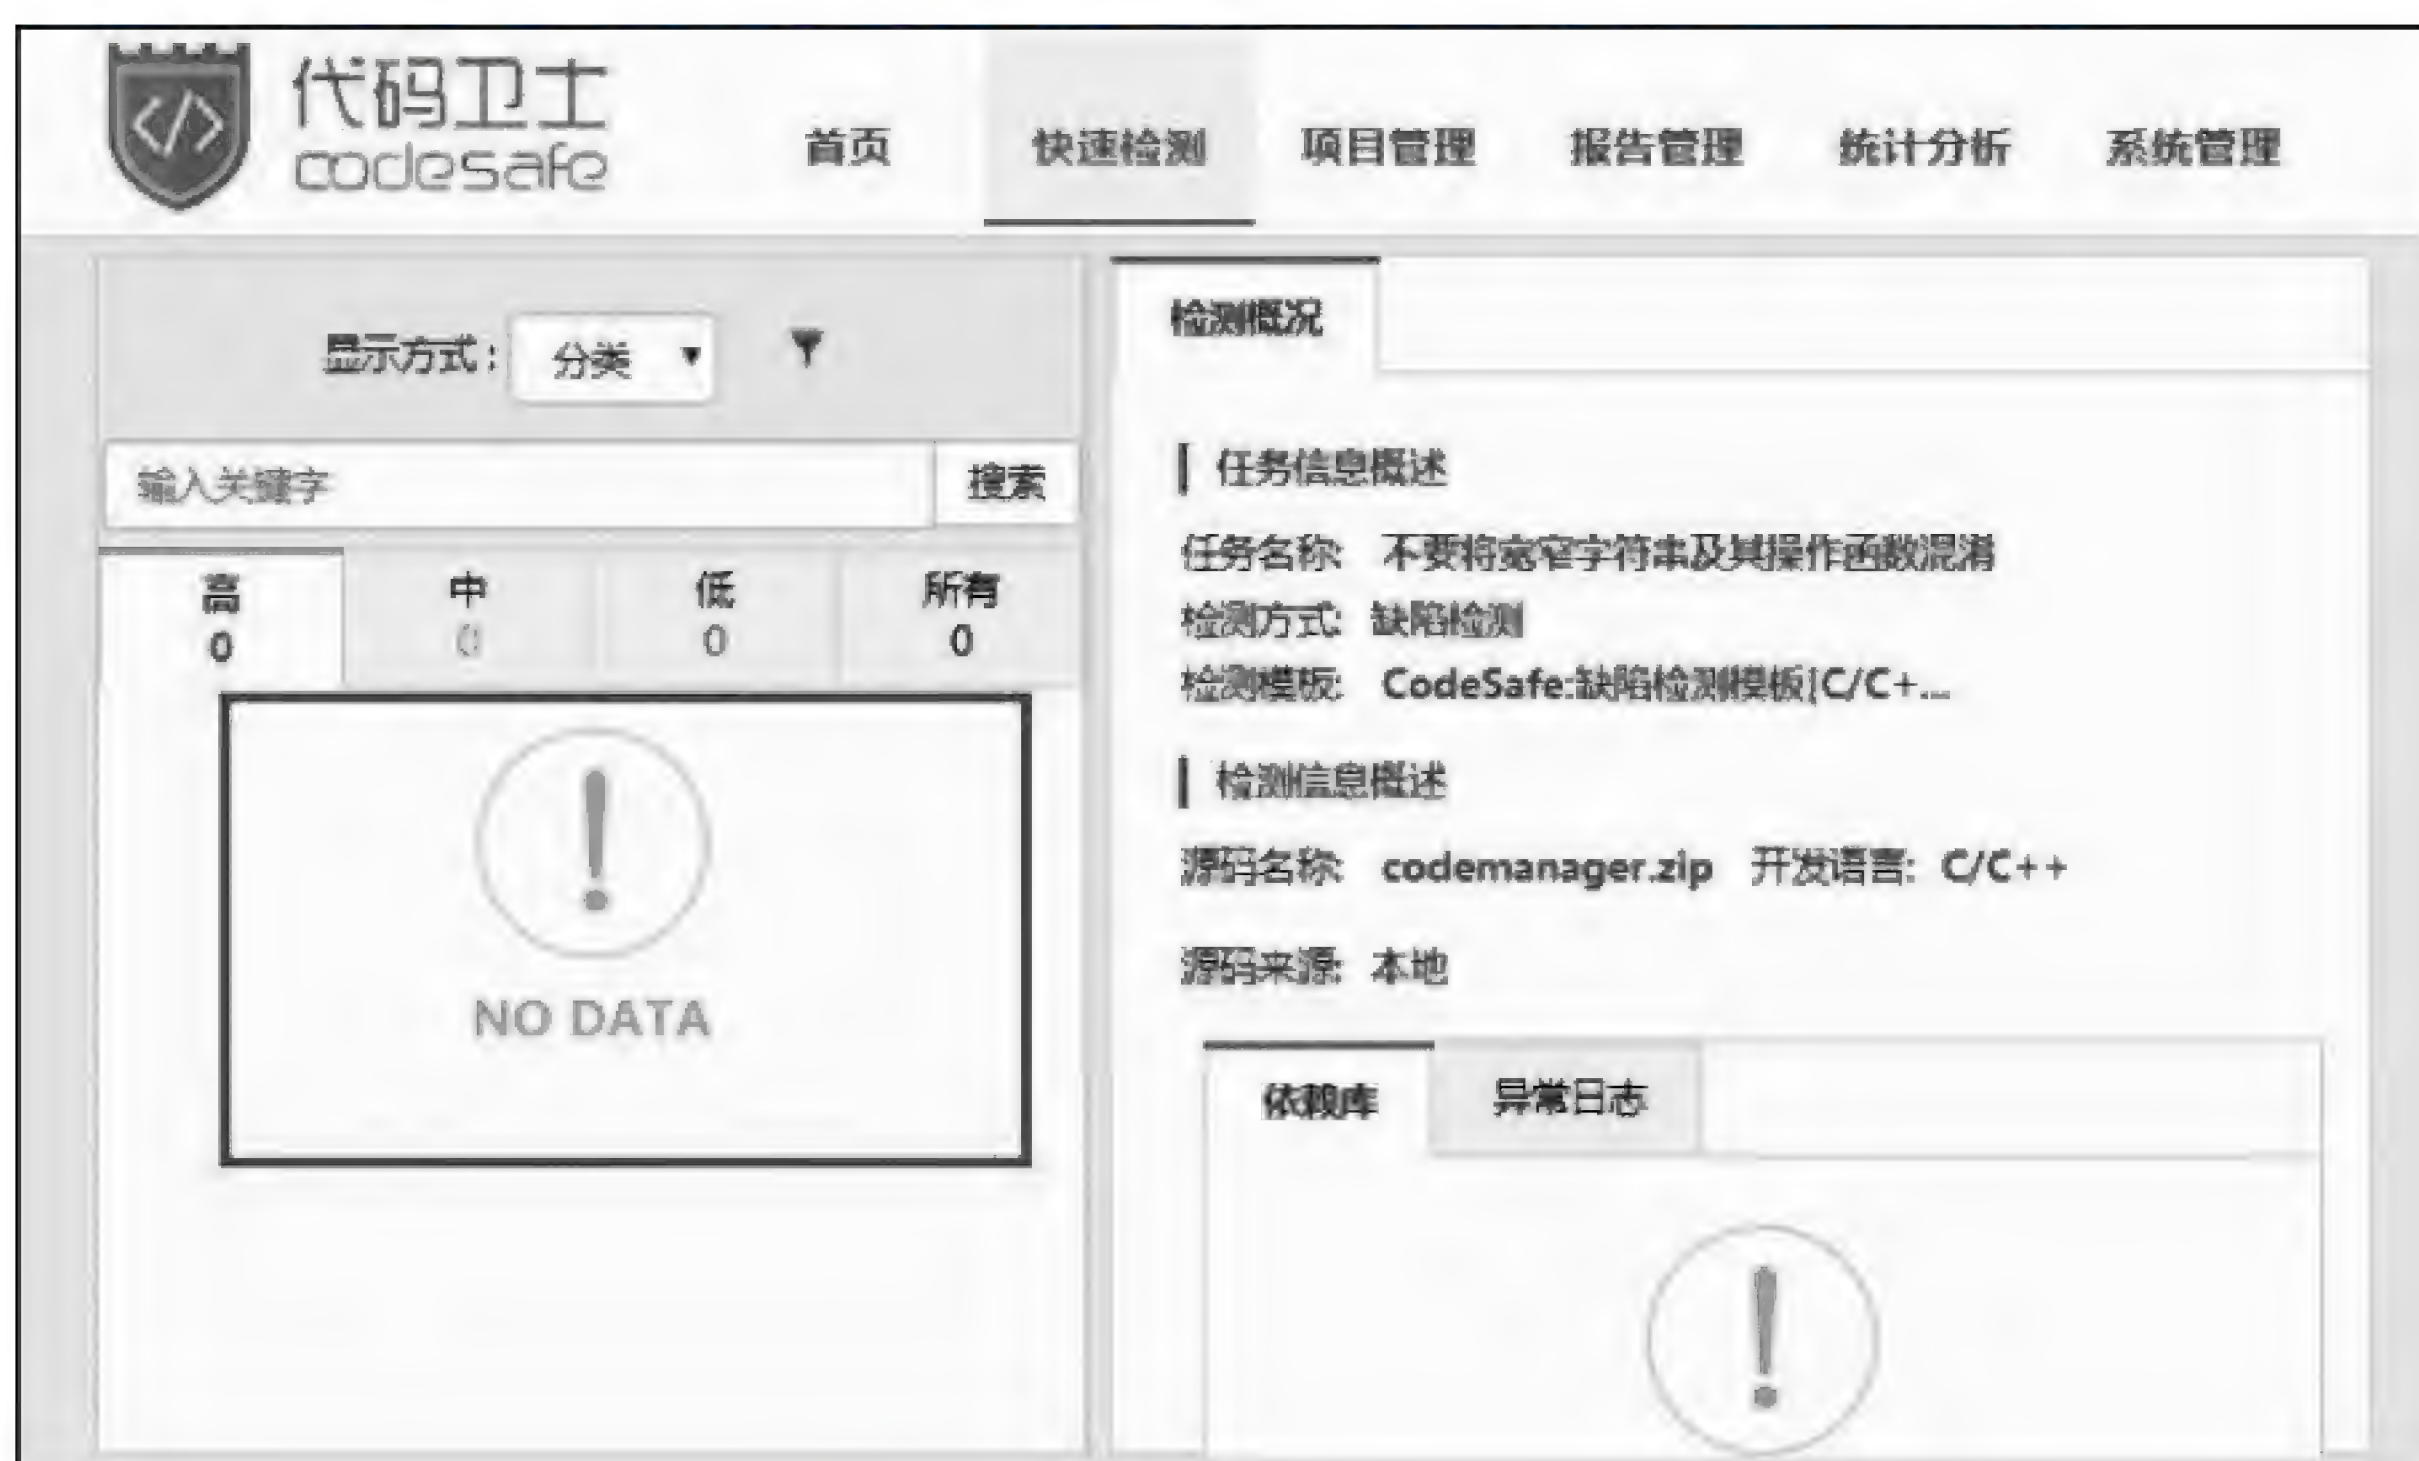 代码卫士
codesafe
首页 快速检测 项目管理 报告管理 统计分析 系统管理
显示方式: 分类
输入关键字 搜索
高 中 低 所有
0 0 0 0
NO DATA
检测概况
任务信息概述
任务名称: 不要将宽窄字符串及其操作函数混淆
检测方式: 缺陷检测
检测模板: CodeSafe:缺陷检测模板[C/C+...
检测信息概述
源码名称: codemanager.zip 开发语言: C/C++
源码来源: 本地
依赖库 异常日志